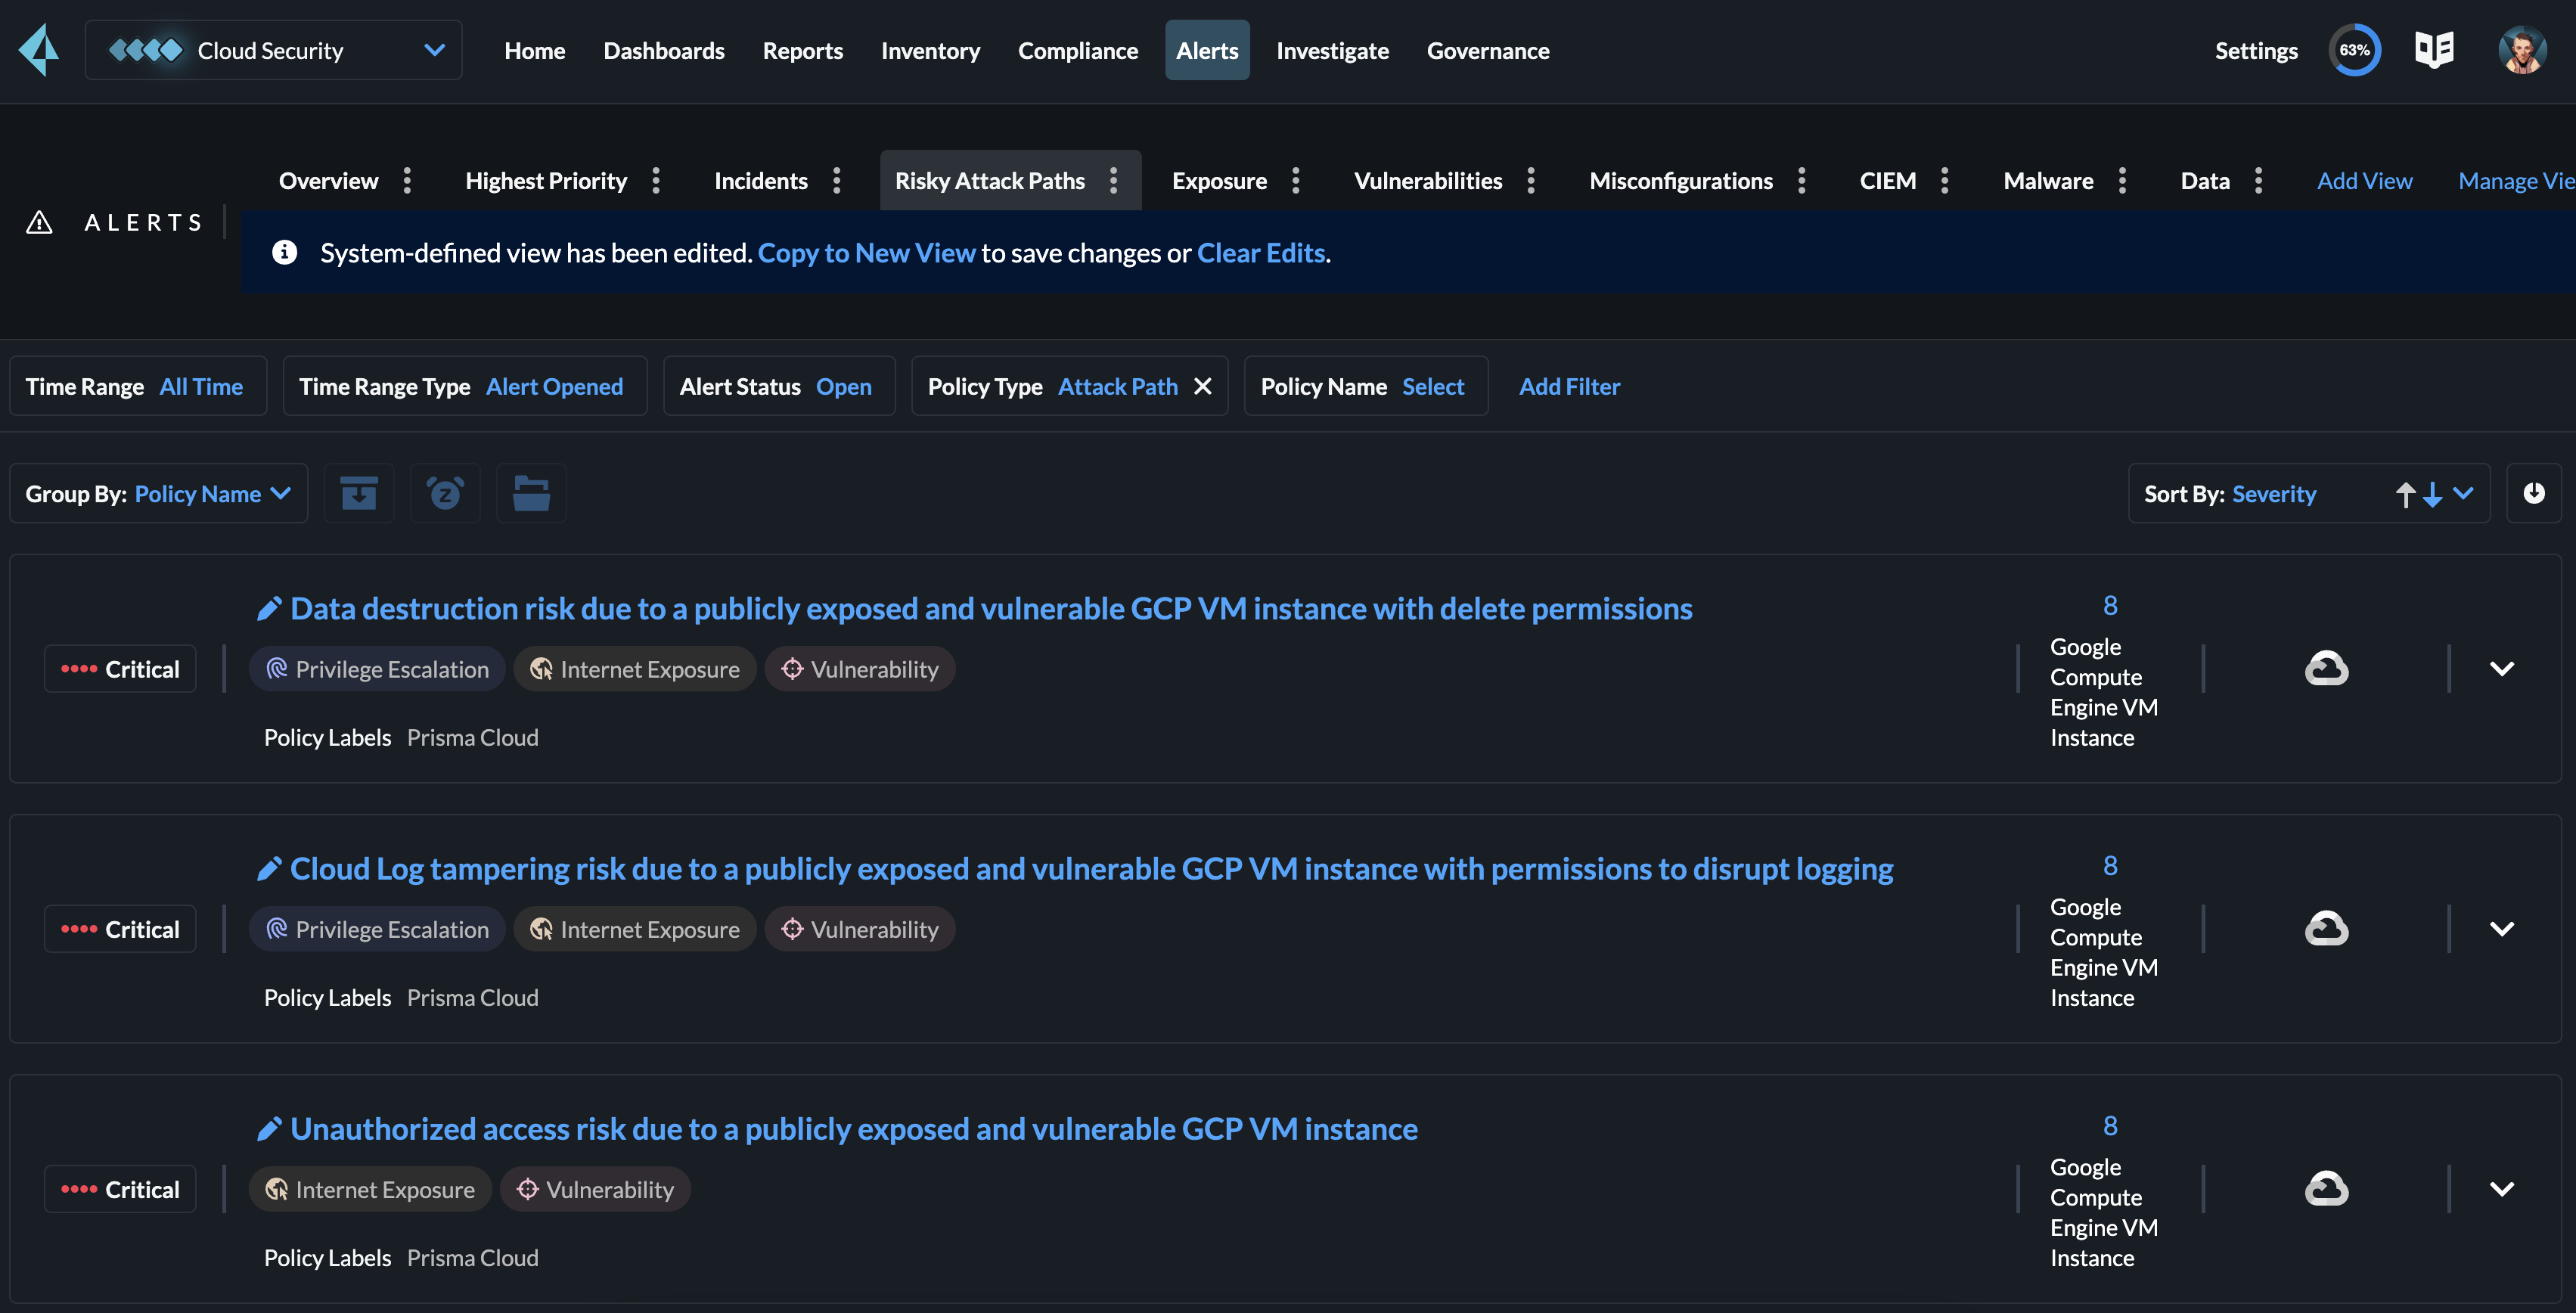 Cloud Security Home Dashboards Reports Inventory Compliance Alerts Investigate Governance Settings 63%
Overview Highest Priority Incidents Risky Attack Paths Exposure Vulnerabilities Misconfigurations CIEM Malware Data Add View Manage Vie
ALERTS
System-defined view has been edited. Copy to New View to save changes or Clear Edits.
Time Range All Time Time Range Type Alert Opened Alert Status Open Policy Type Attack Path Policy Name Select Add Filter
Group By: Policy Name Sort By: Severity
Data destruction risk due to a publicly exposed and vulnerable GCP VM instance with delete permissions
Critical Privilege Escalation Internet Exposure Vulnerability
Policy Labels Prisma Cloud
8
Google
Compute
Engine VM
Instance
Cloud Log tampering risk due to a publicly exposed and vulnerable GCP VM instance with permissions to disrupt logging
Critical Privilege Escalation Internet Exposure Vulnerability
Policy Labels Prisma Cloud
8
Google
Compute
Engine VM
Instance
Unauthorized access risk due to a publicly exposed and vulnerable GCP VM instance
Critical Internet Exposure Vulnerability
Policy Labels Prisma Cloud
8
Google
Compute
Engine VM
Instance